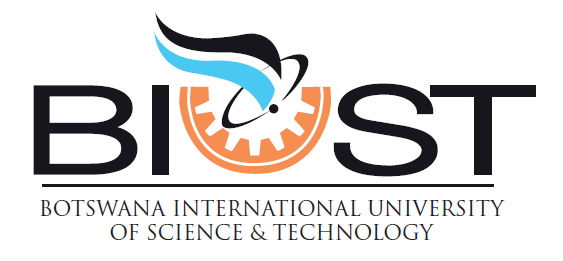 BIUST
BOTSWANA INTERNATIONAL UNIVERSITY
OF SCIENCE & TECHNOLOGY